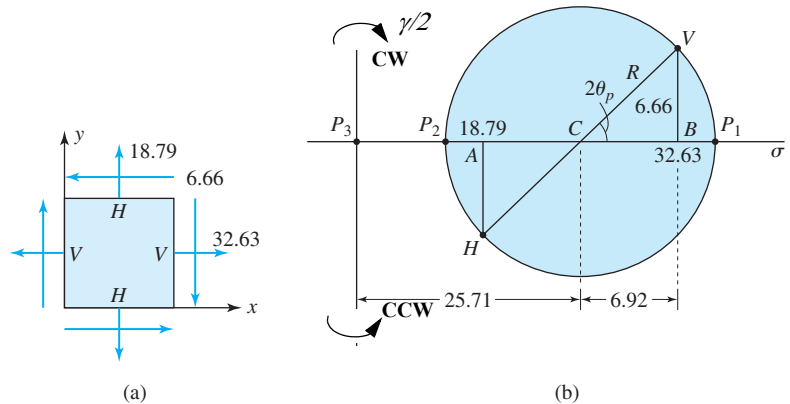 γ/2
CW
V
R
2θp
6.66
P3
P2
18.79
C
B
P1
A
32.63
σ
H
25.71
6.92
CCW
(b)
y
18.79
6.66
H
V
V
32.63
H
x
(a)